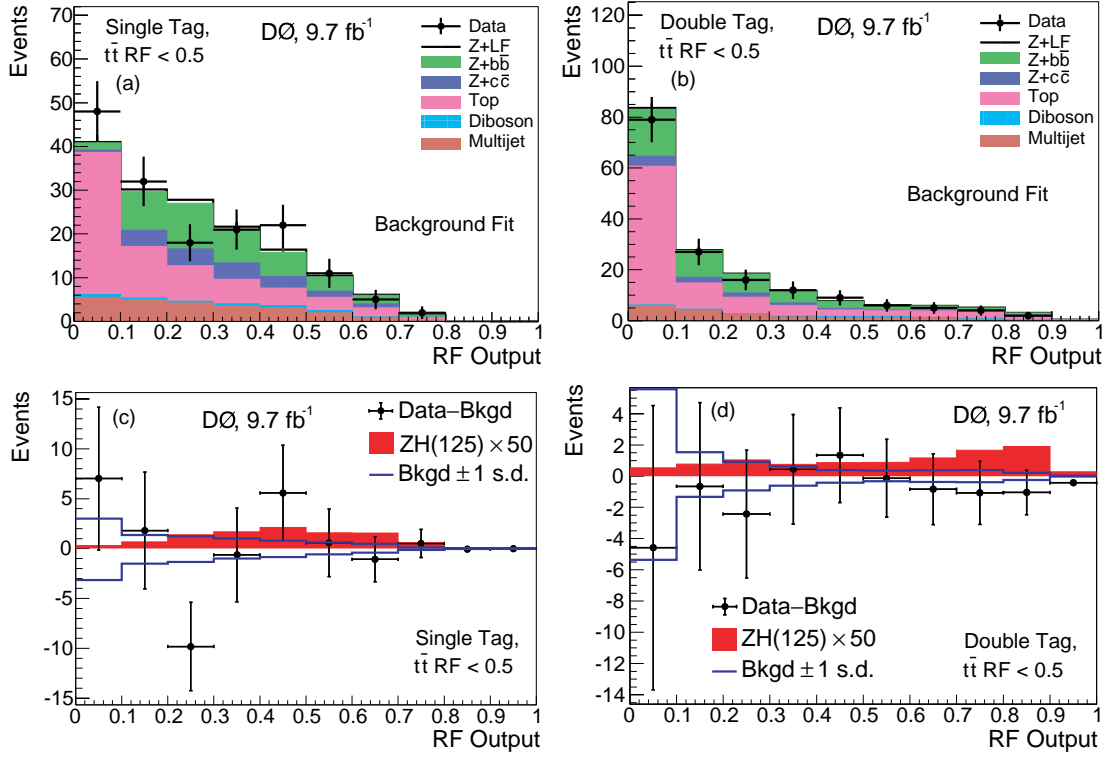 Events
60
50
40
30
20
10
0
Single Tag,
tt̄ RF < 0.5
(a)
DØ, 9.7 fb⁻¹
Data
Z+LF
Z+bb̄
Z+cc̄
Top
Diboson
Multijet
Background Fit
0 0.1 0.2 0.3 0.4 0.5 0.6 0.7 0.8 0.9 1
RF Output
Events
120
100
80
60
40
20
0
Double Tag,
tt̄ RF < 0.5
(b)
DØ, 9.7 fb⁻¹
Data
Z+LF
Z+bb̄
Z+cc̄
Top
Diboson
Multijet
Background Fit
0 0.1 0.2 0.3 0.4 0.5 0.6 0.7 0.8 0.9 1
RF Output
Events
15
10
5
0
-5
-10
-15
(c)
DØ, 9.7 fb⁻¹
Data–Bkgd
ZH(125) × 50
Bkgd ± 1 s.d.
Single Tag,
tt̄ RF < 0.5
0 0.1 0.2 0.3 0.4 0.5 0.6 0.7 0.8 0.9 1
RF Output
Events
4
2
0
-2
-4
-6
-8
-10
-12
-14
DØ, 9.7 fb⁻¹
(d)
Data–Bkgd
ZH(125) × 50
Bkgd ± 1 s.d.
Double Tag,
tt̄ RF < 0.5
0 0.1 0.2 0.3 0.4 0.5 0.6 0.7 0.8 0.9 1
RF Output